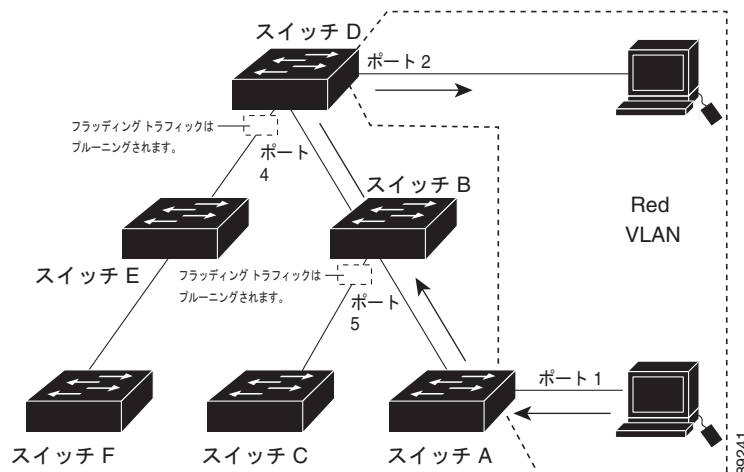 スイッチ D
ポート 2
フラッディング トラフィックは
プルーニングされます。
ポート
4
スイッチ B
Red
VLAN
スイッチ E
フラッディング トラフィックは
プルーニングされます。
ポート
5
ポート 1
スイッチ F
スイッチ C
スイッチ A